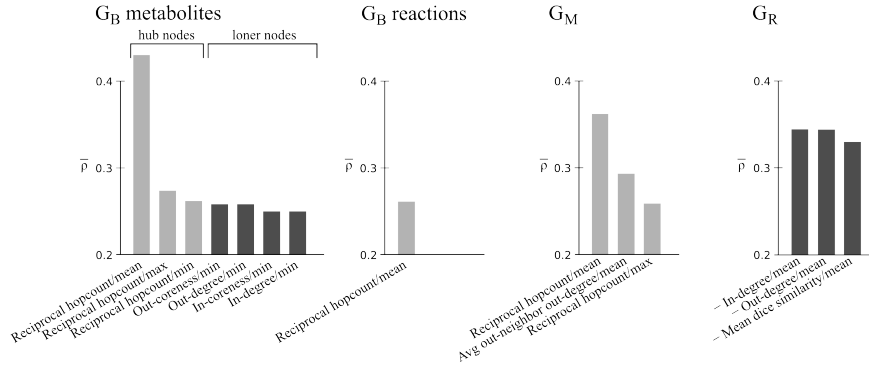 G_B metabolites
hub nodes
loner nodes
0.4
0.3
0.2
ρ̅
Reciprocal hopcount/mean
Reciprocal hopcount/max
Reciprocal hopcount/min
Out-coreness/min
Out-degree/min
In-coreness/min
In-degree/min
G_B reactions
0.4
0.3
0.2
ρ̅
Reciprocal hopcount/mean
G_M
0.4
0.3
0.2
ρ̅
Reciprocal hopcount/mean
Avg out-neighbor out-degree/mean
Reciprocal hopcount/max
G_R
0.4
0.3
0.2
ρ̅
– In-degree/mean
– Out-degree/mean
– Mean dice similarity/mean